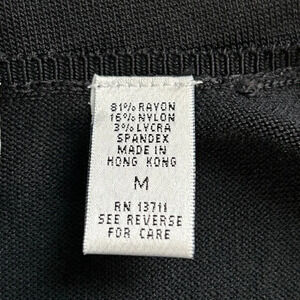 81% RAYON
16% NYLON
3% LYCRA
SPANDEX
MADE IN
HONG KONG
M
RN 13711
SEE REVERSE
FOR CARE